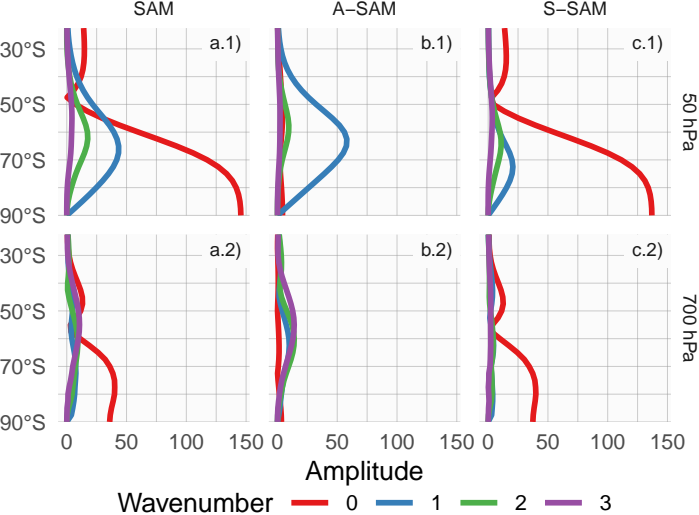 SAM A−SAM S−SAM
a.1) b.1) c.1)
30°S
50°S
70°S
90°S
50 hPa
a.2) b.2) c.2)
30°S
50°S
70°S
90°S
700 hPa
0 50 100 150 0 50 100 150 0 50 100 150
Amplitude
Wavenumber 0 1 2 3